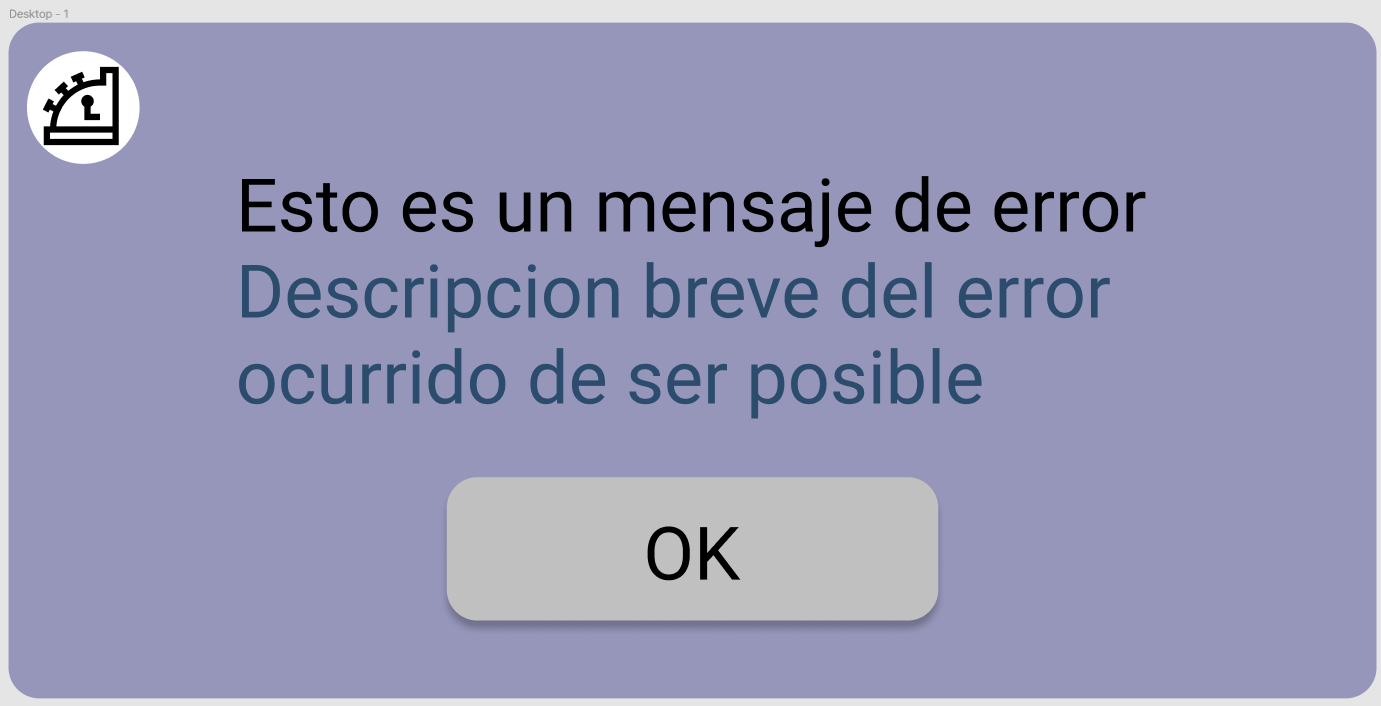 Desktop - 1
Esto es un mensaje de error
Descripcion breve del error
ocurrido de ser posible
OK